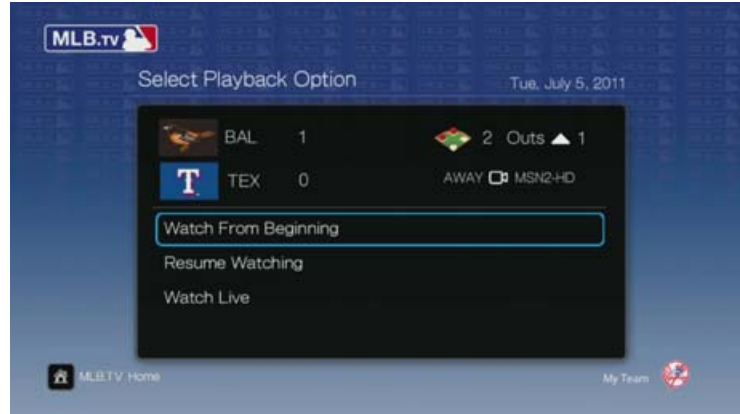 MLB.TV
Select Playback Option
Tue, July 5, 2011
BAL 1
2 Outs 1
T TEX 0
AWAY MSN2-HD
Watch From Beginning
Resume Watching
Watch Live
MLB.TV Home
My Team